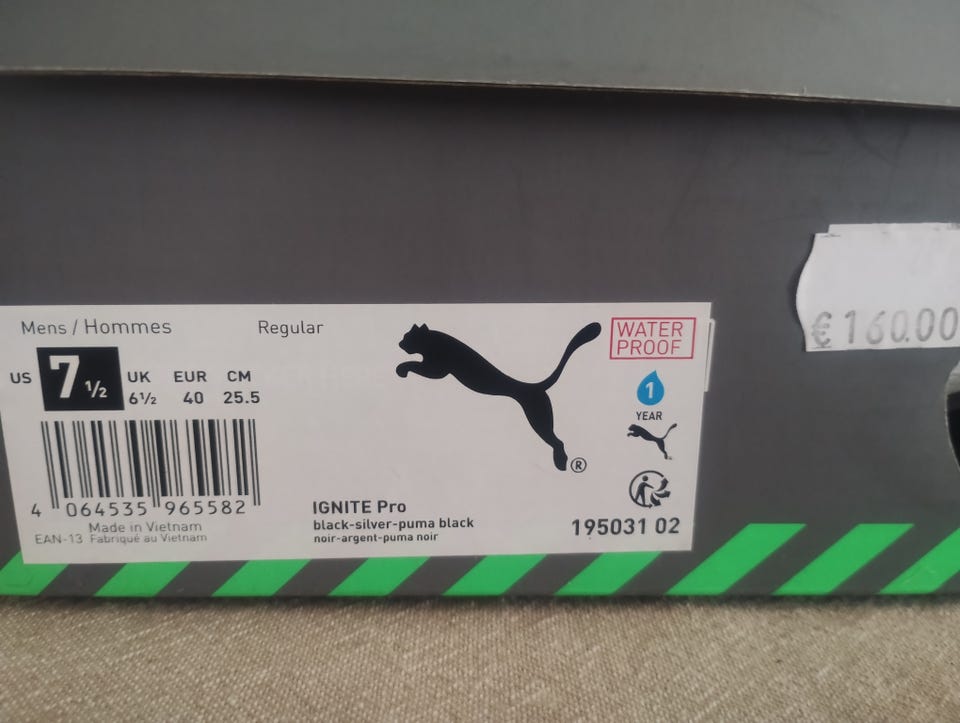 €160.00
Mens / Hommes
Regular
WATER
PROOF
US 7 1/2
UK EUR CM
6½ 40 25.5
1
YEAR
®
4 064535 965582
Made in Vietnam
EAN-13 Fabriqué au Vietnam
IGNITE Pro
black-silver-puma black
noir-argent-puma noir
195031 02